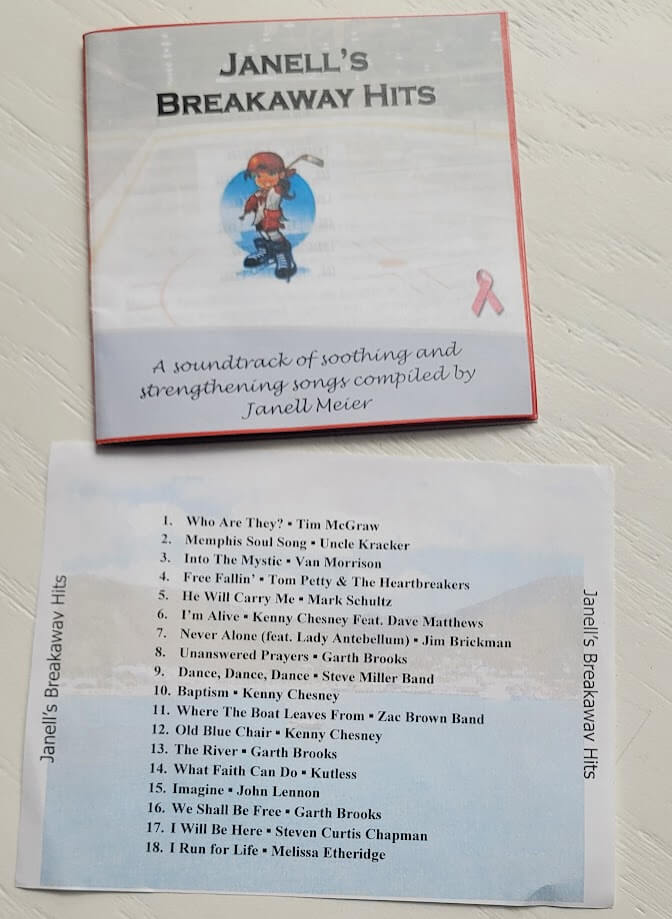 JANELL'S
BREAKAWAY HITS
A soundtrack of soothing and
strengthening songs compiled by
Janell Meier
Janell's Breakaway Hits
1. Who Are They? ▪ Tim McGraw
2. Memphis Soul Song ▪ Uncle Kracker
3. Into The Mystic ▪ Van Morrison
4. Free Fallin' ▪ Tom Petty & The Heartbreakers
5. He Will Carry Me ▪ Mark Schultz
6. I'm Alive ▪ Kenny Chesney Feat. Dave Matthews
7. Never Alone (feat. Lady Antebellum) ▪ Jim Brickman
8. Unanswered Prayers ▪ Garth Brooks
9. Dance, Dance, Dance ▪ Steve Miller Band
10. Baptism ▪ Kenny Chesney
11. Where The Boat Leaves From ▪ Zac Brown Band
12. Old Blue Chair ▪ Kenny Chesney
13. The River ▪ Garth Brooks
14. What Faith Can Do ▪ Kutless
15. Imagine ▪ John Lennon
16. We Shall Be Free ▪ Garth Brooks
17. I Will Be Here ▪ Steven Curtis Chapman
18. I Run for Life ▪ Melissa Etheridge
Janell's Breakaway Hits